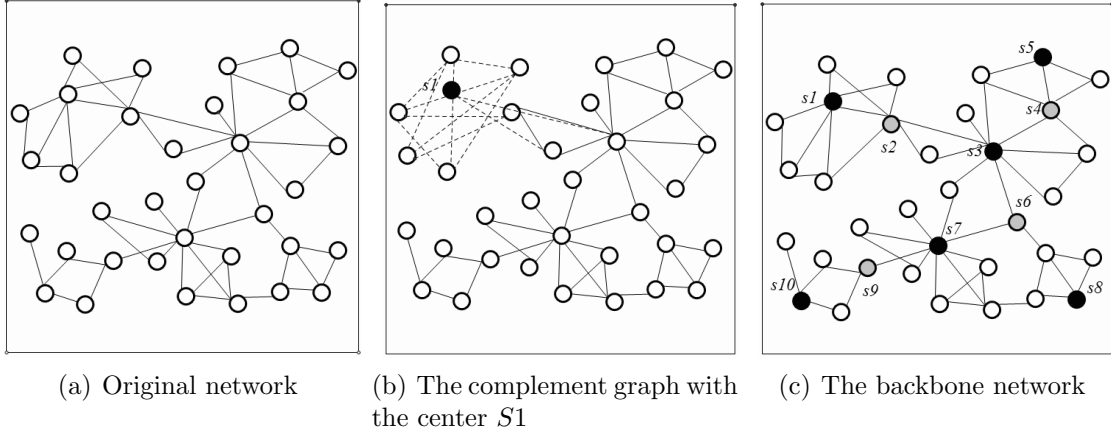 s1
s5
s1
s4
s2
s3
s6
s7
s10
s9
s8
(a) Original network
(b) The complement graph with
the center S1
(c) The backbone network